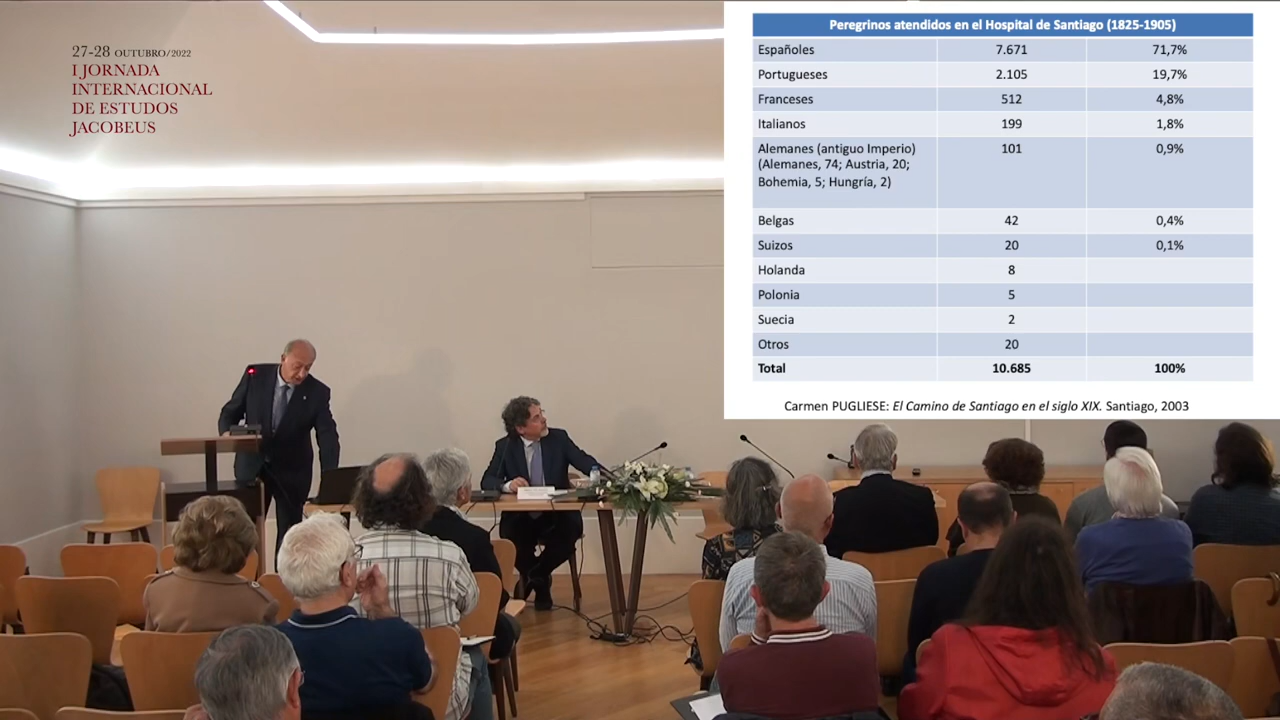 27-28 OUTUBRO/2022
I JORNADA
INTERNACIONAL
DE ESTUDOS
JACOBEUS
Peregrinos atendidos en el Hospital de Santiago (1825-1905)
Españoles 7.671 71,7%
Portugueses 2.105 19,7%
Franceses 512 4,8%
Italianos 199 1,8%
Alemanes (antiguo Imperio) 101 0,9%
(Alemanes, 74; Austria, 20;
Bohemia, 5; Hungría, 2)
Belgas 42 0,4%
Suizos 20 0,1%
Holanda 8
Polonia 5
Suecia 2
Otros 20
Total 10.685 100%
Carmen PUGLIESE: El Camino de Santiago en el siglo XIX. Santiago, 2003